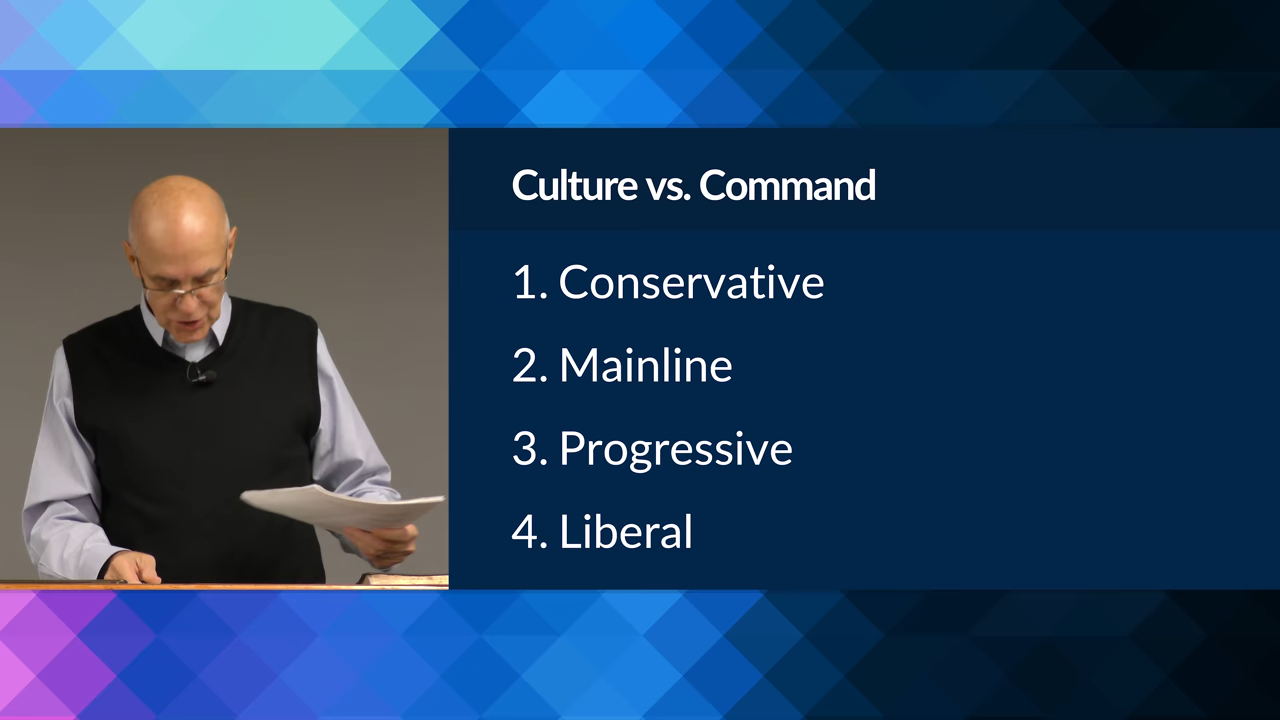 Culture vs. Command
1. Conservative
2. Mainline
3. Progressive
4. Liberal